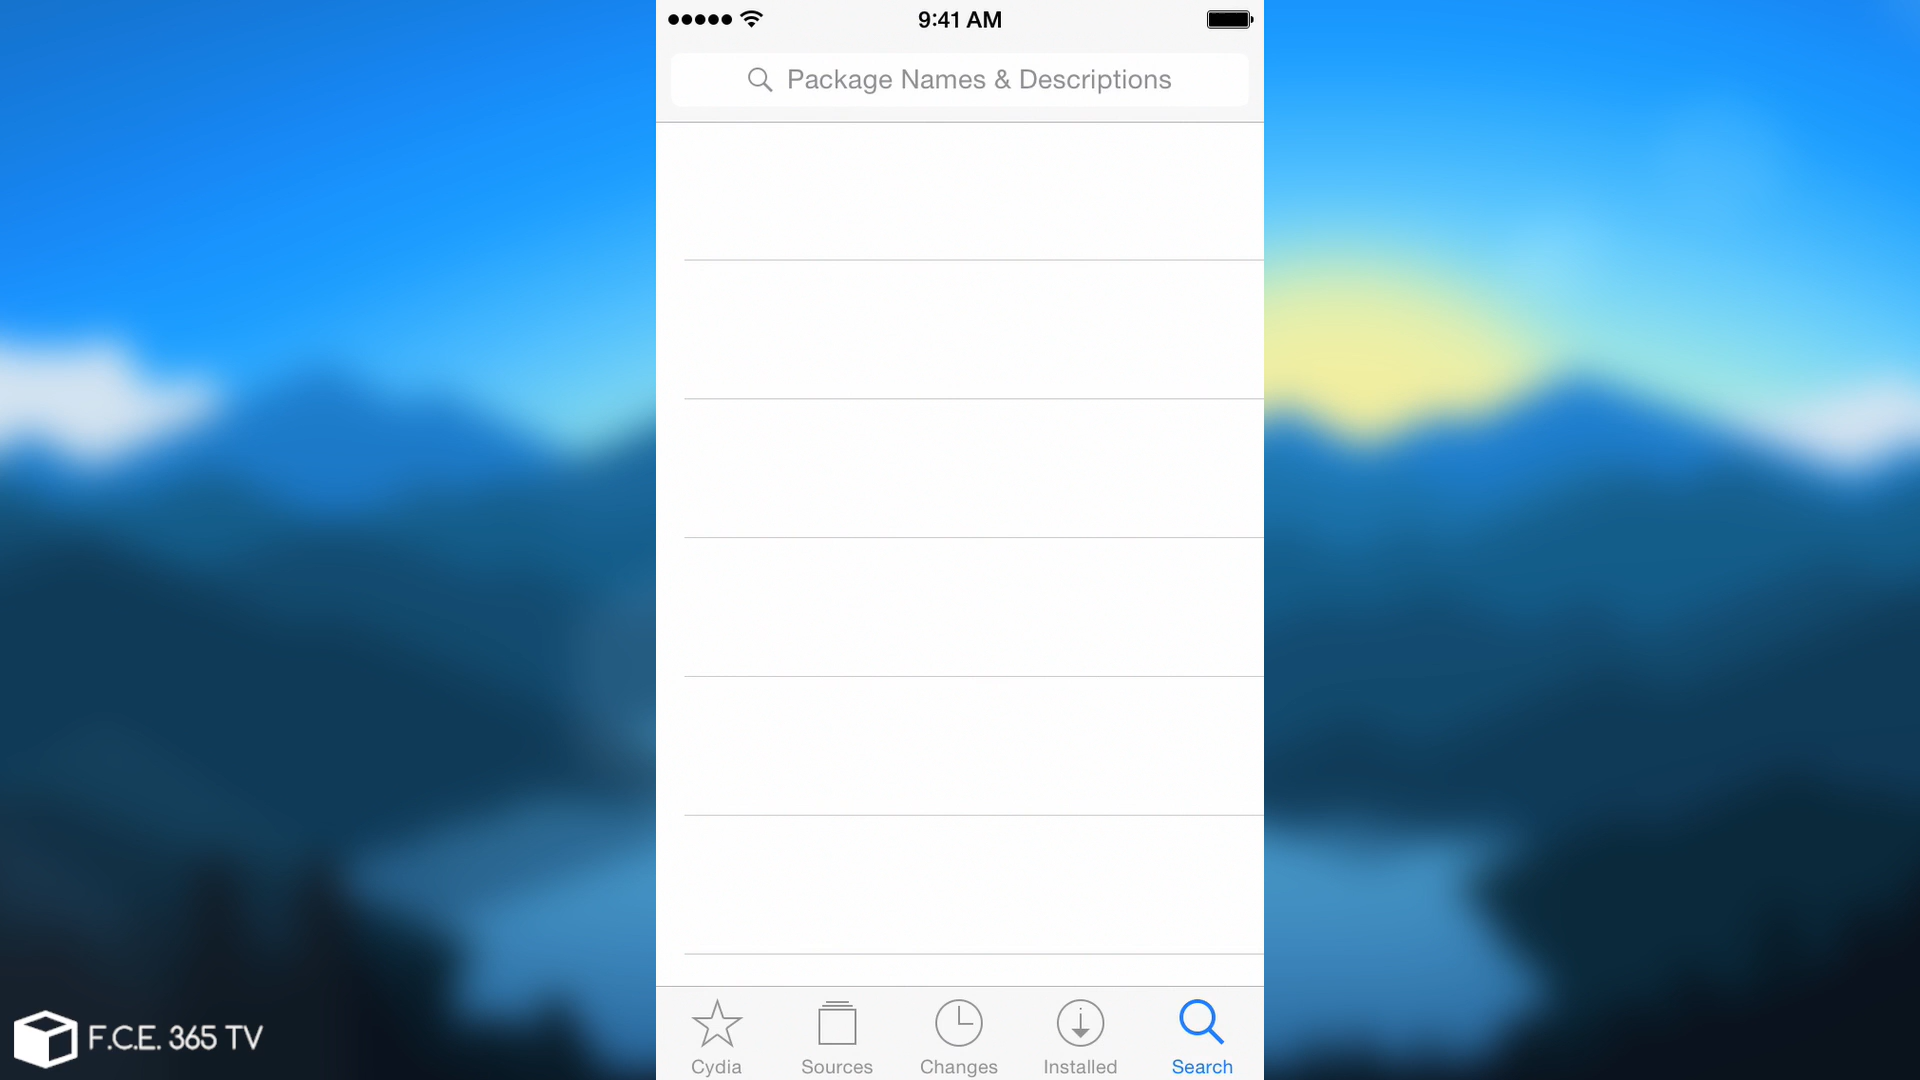 9:41 AM
Package Names & Descriptions
Cydia
Sources
Changes
Installed
Search
F.C.E. 365 TV